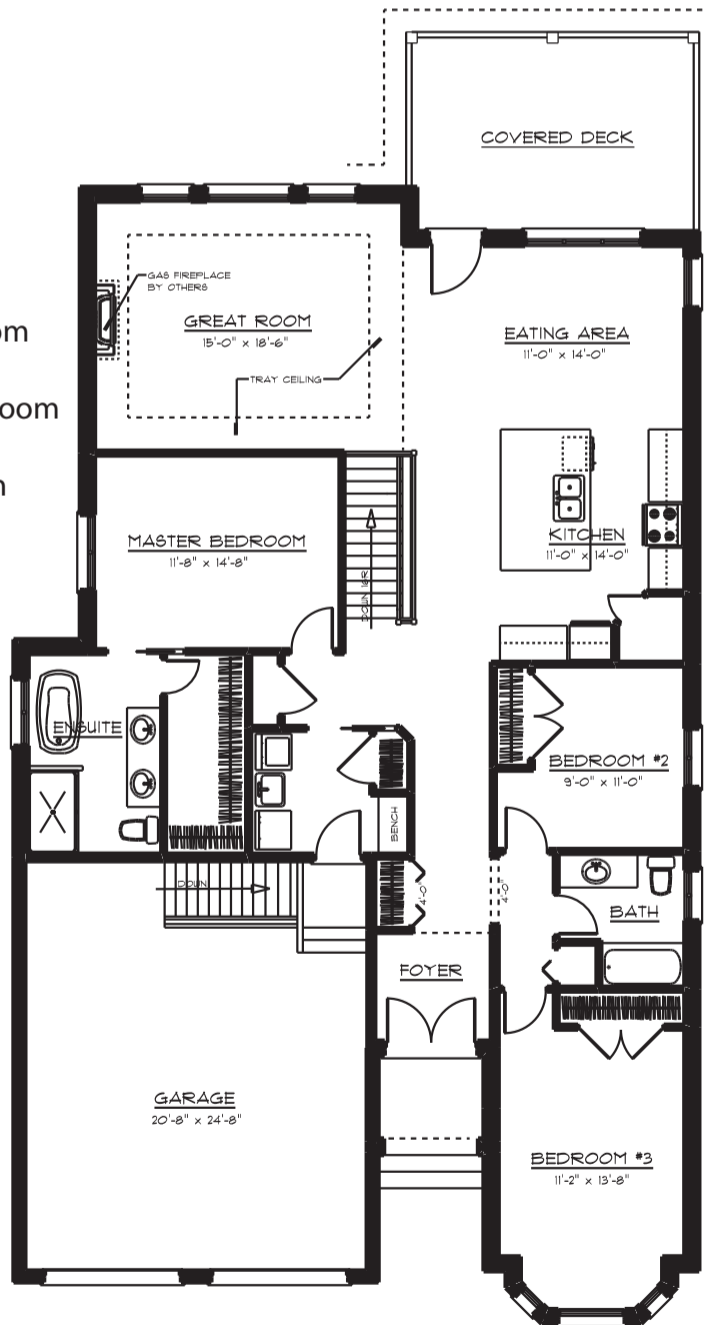 COVERED DECK
GAS FIREPLACE
BY OTHERS
GREAT ROOM
15'-0" x 18'-6"
EATING AREA
11'-0" x 14'-0"
om
TRAY CEILING
oom
n
MASTER BEDROOM
11'-8" x 14'-8"
KITCHEN
11'-0" x 14'-0"
DOWN
ENSUITE
BEDROOM #2
9'-0" x 11'-0"
BENCH
DOWN
4'-0"
4'-0"
BATH
FOYER
GARAGE
20'-8" x 24'-8"
BEDROOM #3
11'-2" x 13'-8"